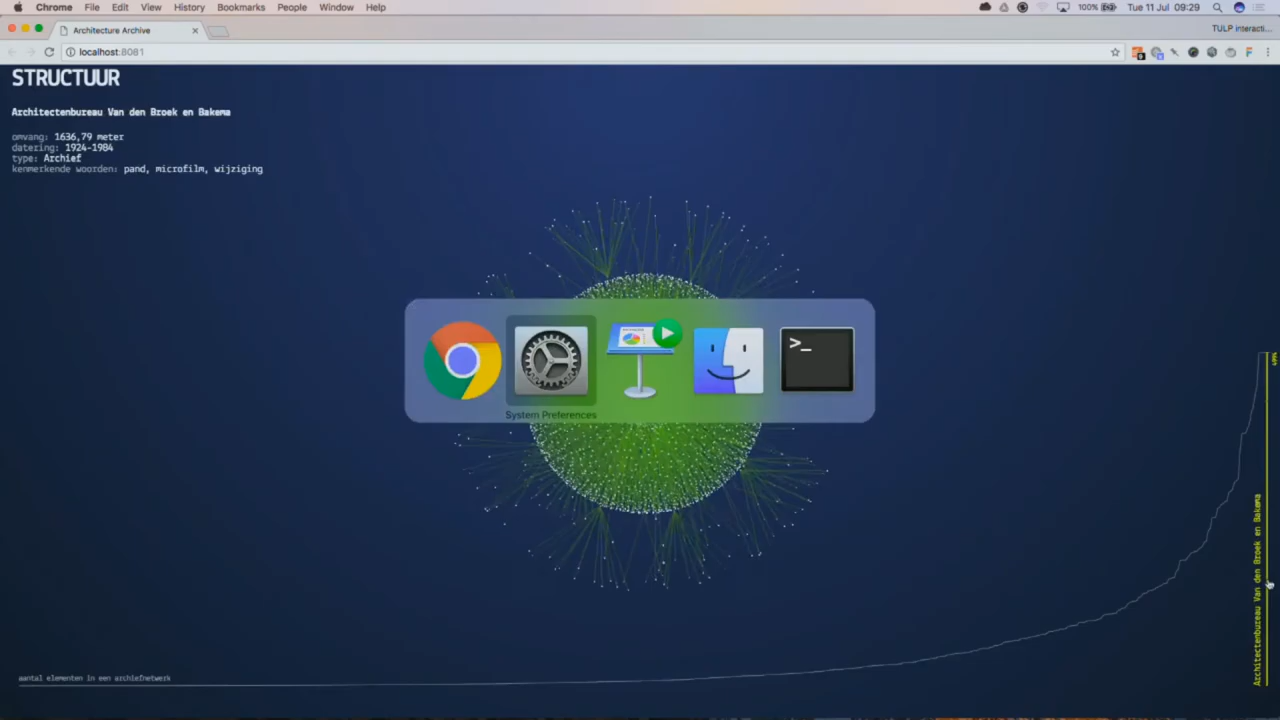 Chrome File Edit View History Bookmarks People Window Help 100% Tue 11 Jul 09:29
Architecture Archive TULP interacti...
localhost:8081
STRUCTUUR
Architectenbureau Van den Broek en Bakema
omvang: 1636,79 meter
datering: 1924-1984
type: Archief
kenmerkende woorden: pand, microfilm, wijziging
>_
System Preferences
Architectenbureau Van den Broek en Bakema
aantal elementen in een archiefnetwerk